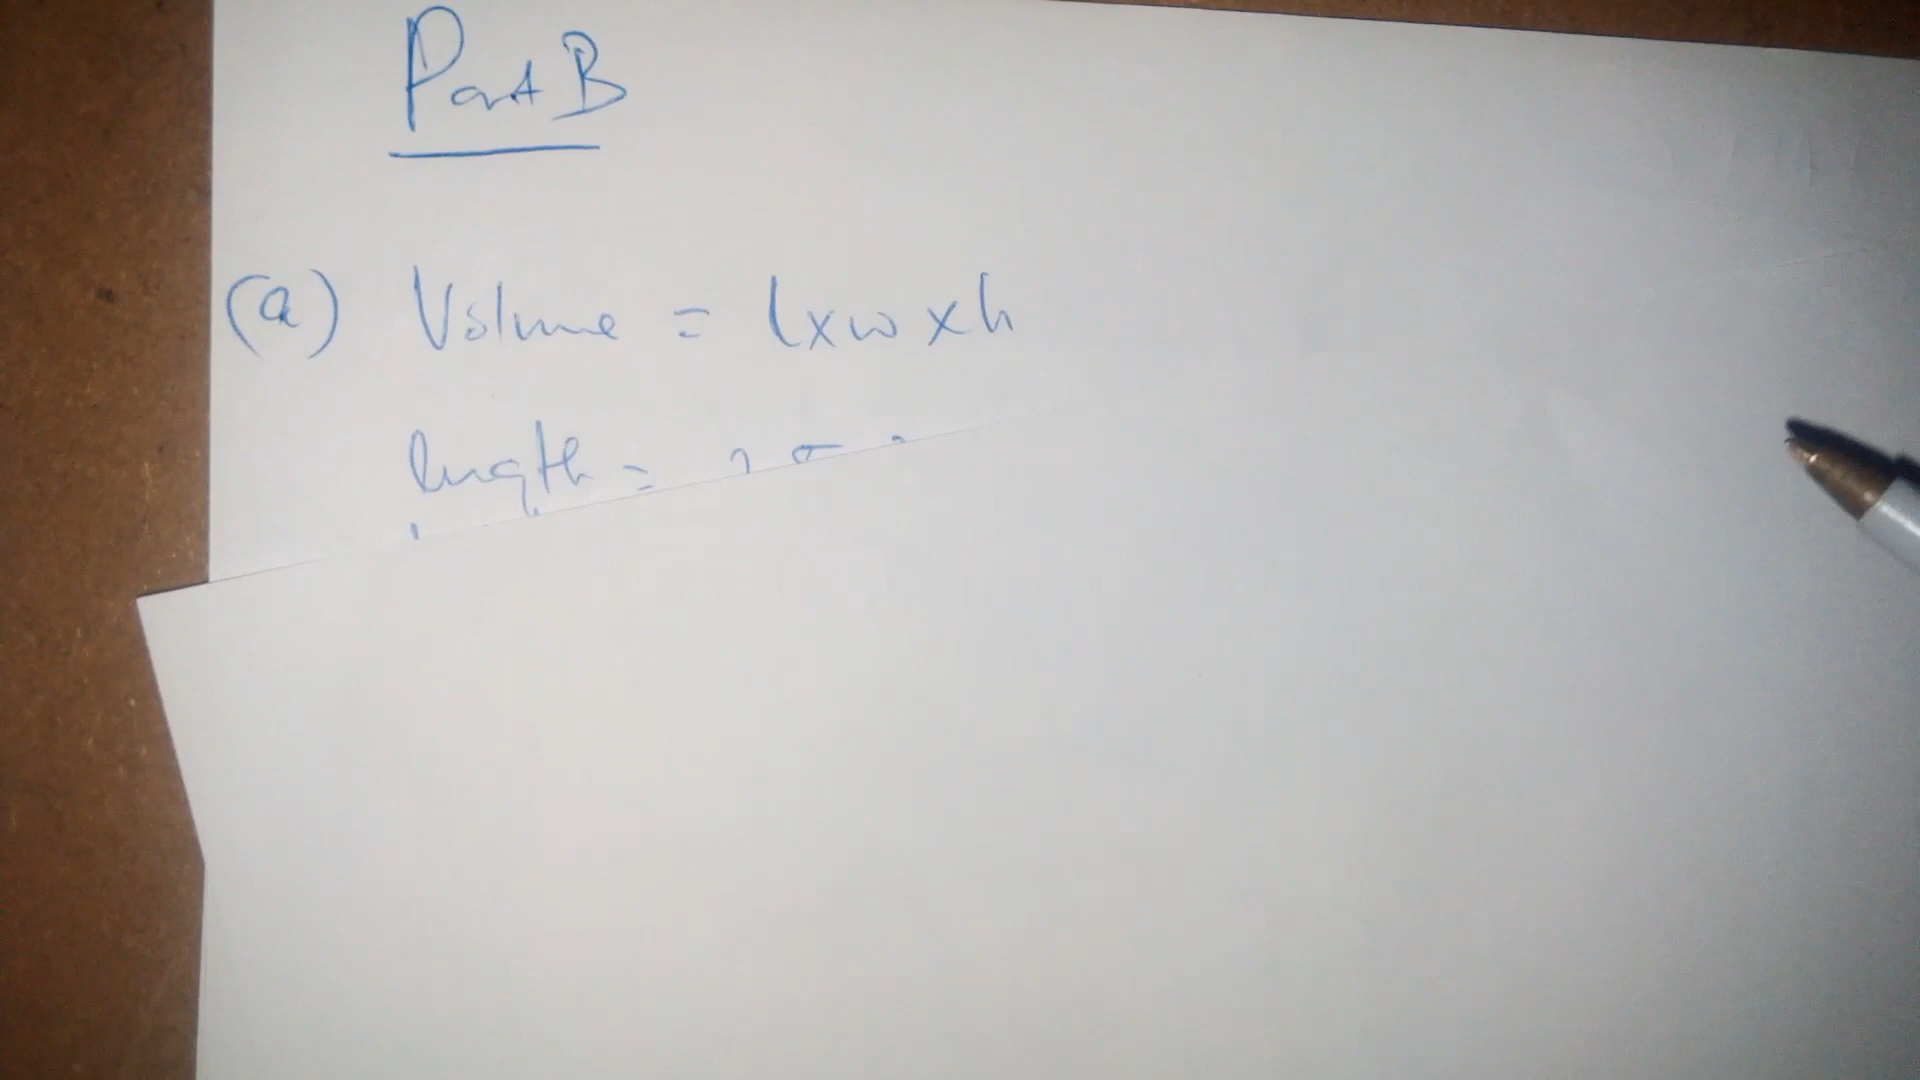 Part B
(a) Volume = l x w x h
length =